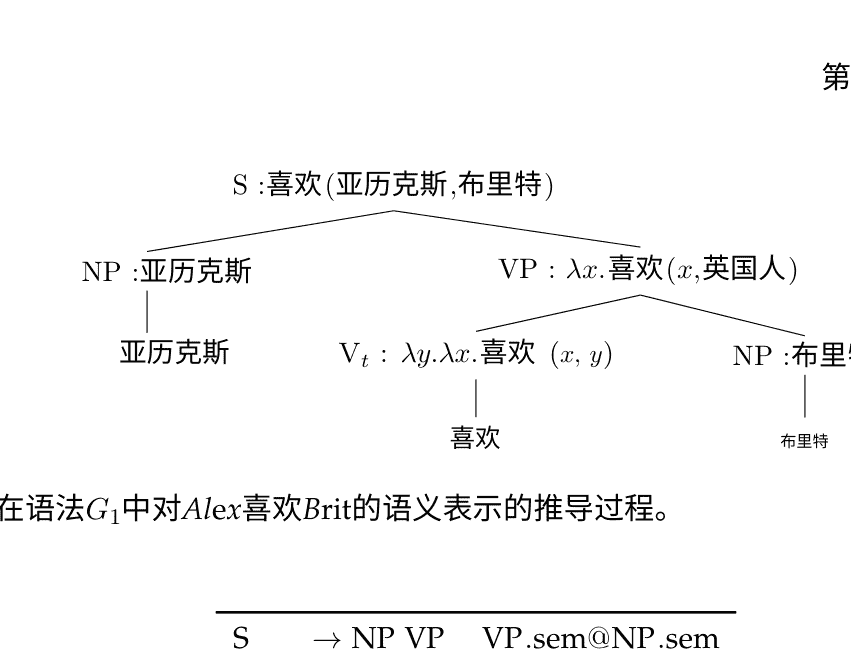 第
S :喜欢(亚历克斯,布里特)
NP :亚历克斯 VP : λx.喜欢(x,英国人)
亚历克斯 Vₜ : λy.λx.喜欢 (x, y) NP :布里
喜欢 布里特
在语法G₁中对Alex喜欢Brit的语义表示的推导过程。
S → NP VP VP.sem@NP.sem